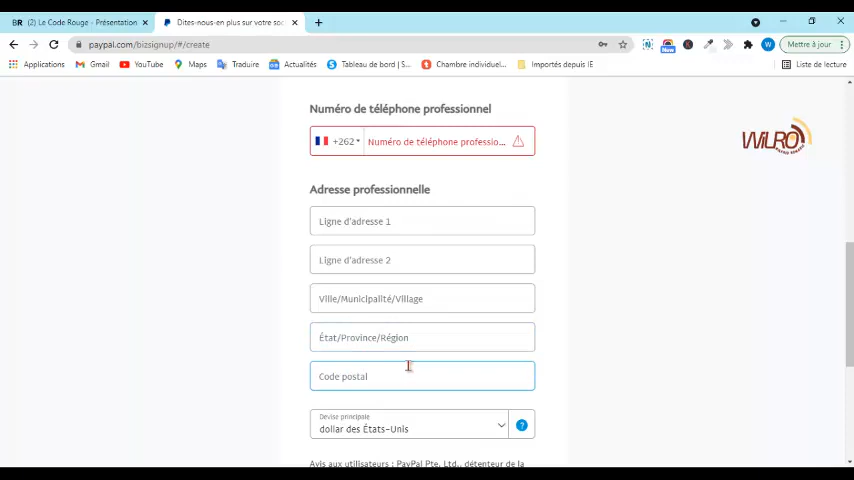 BR (2) Le Code Rouge - Présentation
Dites-nous-en plus sur votre soc
paypal.com/bizsignup/#/create
New
W
Mettre à jour
Applications
Gmail
YouTube
Maps
Traduire
Actualités
Tableau de bord | S...
Chambre individuel...
Importés depuis IE
Liste de lecture
Numéro de téléphone professionnel
+262
Numéro de téléphone professio...
WILRO
Adresse professionnelle
Ligne d'adresse 1
Ligne d'adresse 2
Ville/Municipalité/Village
État/Province/Région
Code postal
Devise principale
dollar des États-Unis
?
Avis aux utilisateurs : PayPal Pte. Ltd., détenteur de la